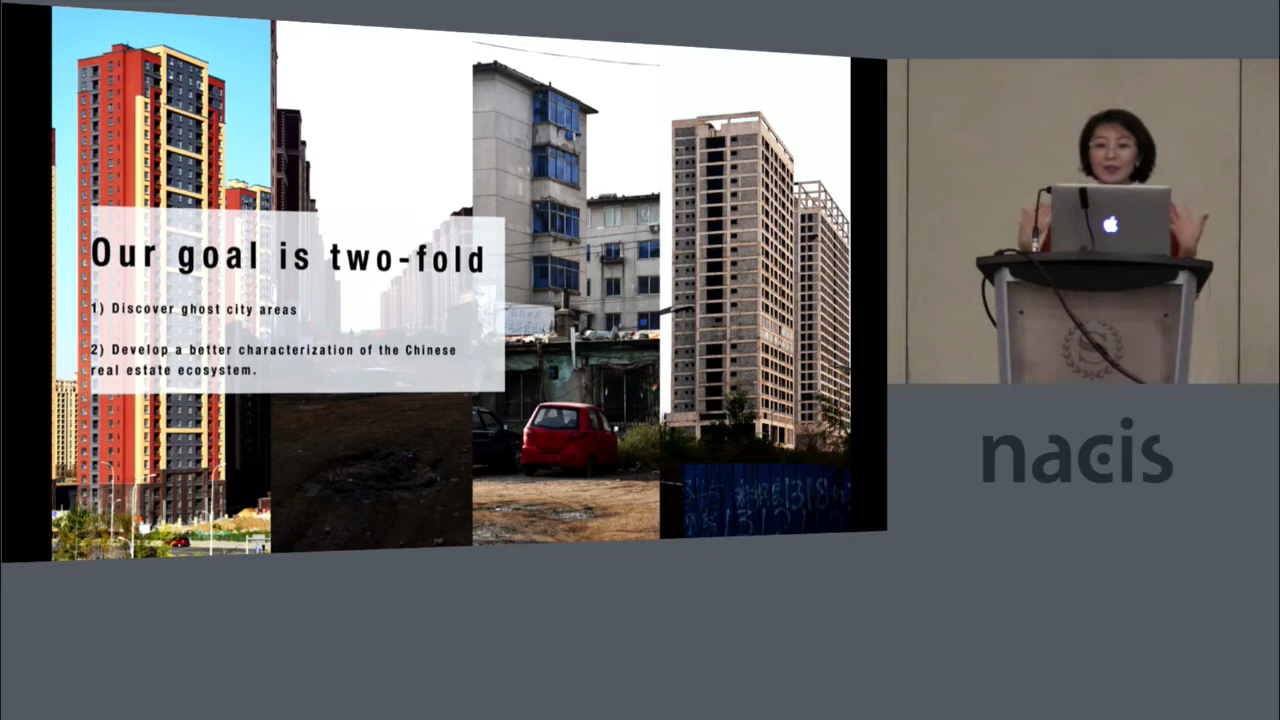 Our goal is two-fold
1) Discover ghost city areas
2) Develop a better characterization of the Chinese
real estate ecosystem.
nacis